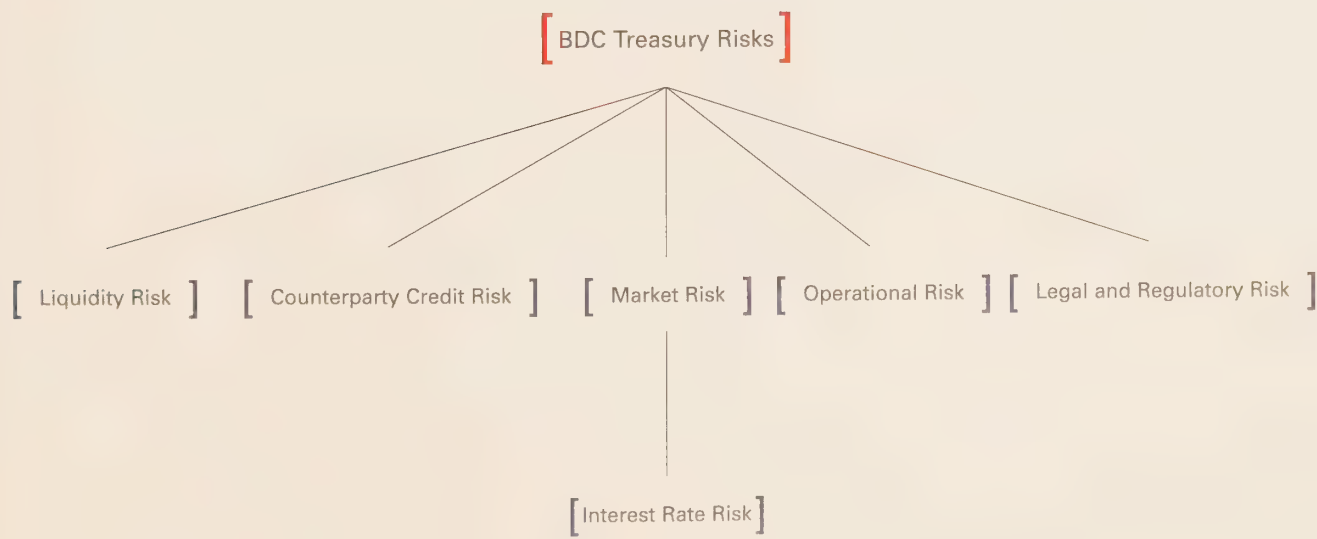 [BDC Treasury Risks]
[ Liquidity Risk ] [ Counterparty Credit Risk ] [ Market Risk ] [ Operational Risk ] [ Legal and Regulatory Risk ]
[Interest Rate Risk]